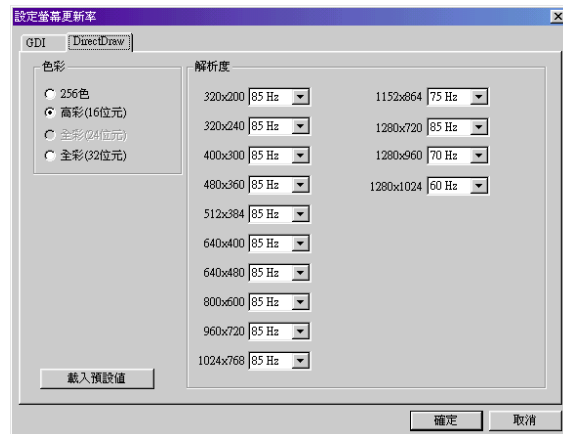 設定螢幕更新率
GDI DirectDraw
色彩
256色
高彩(16位元)
全彩(24位元)
全彩(32位元)
載入預設值
解析度
320x200 85 Hz
320x240 85 Hz
400x300 85 Hz
480x360 85 Hz
512x384 85 Hz
640x400 85 Hz
640x480 85 Hz
800x600 85 Hz
960x720 85 Hz
1024x768 85 Hz
1152x864 75 Hz
1280x720 85 Hz
1280x960 70 Hz
1280x1024 60 Hz
確定 取消